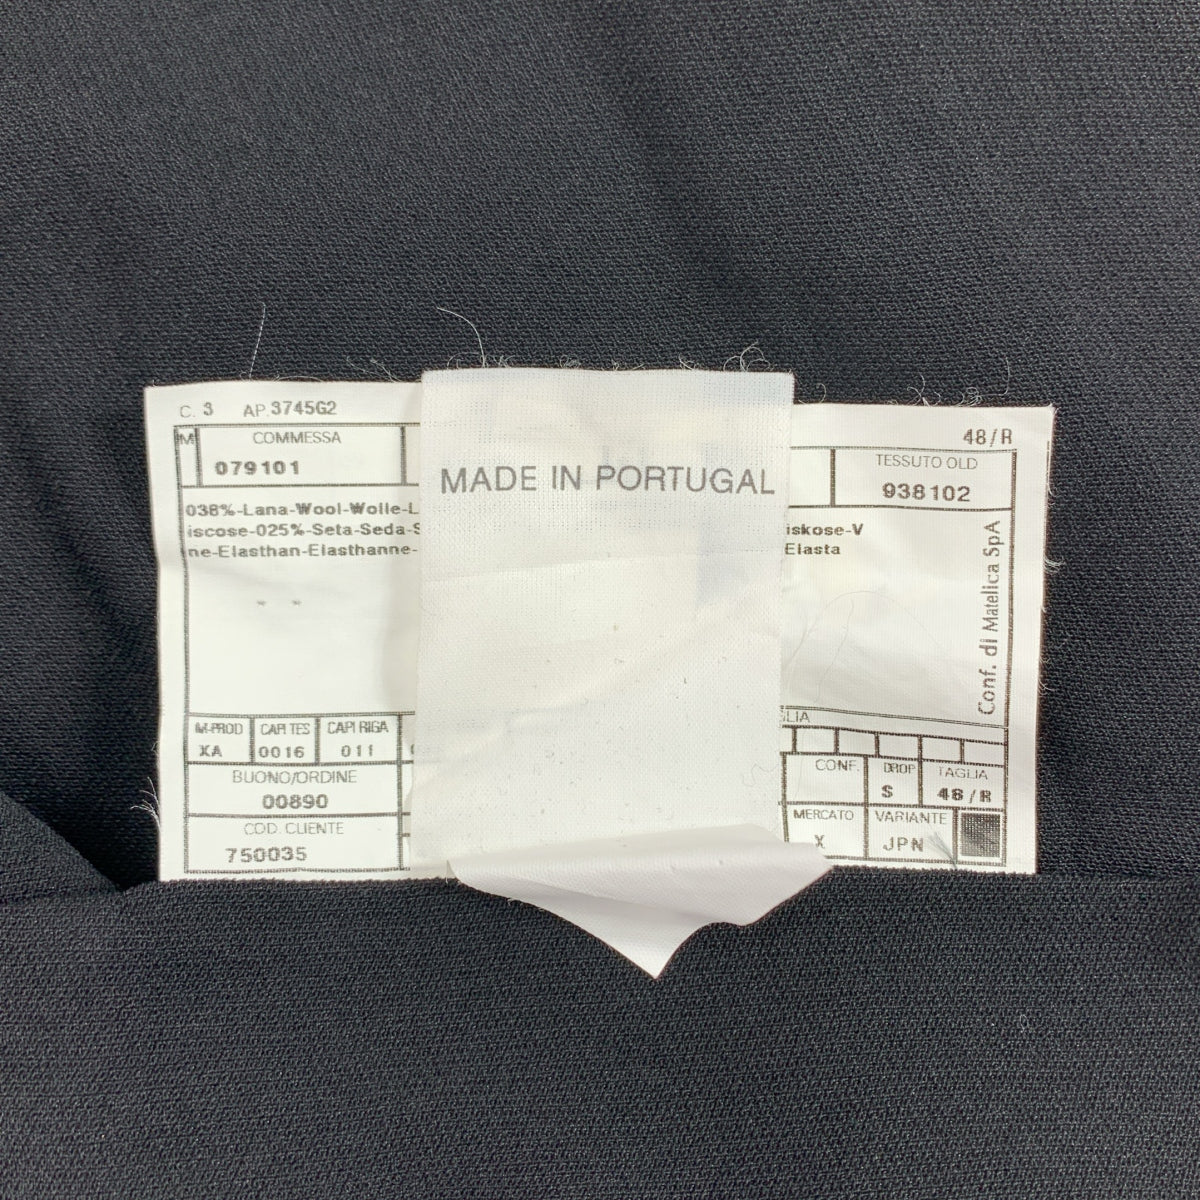 C. 3 AP.3745G2
48/R
M COMMESSA
079101
TESSUTO OLD
938102
MADE IN PORTUGAL
038%-Lana-Wool-Wolle-L
iscose-025%-Seta-Seda-S
ne-Elasthan-Elasthanne-
iskose-V
Elasta
Conf. di Matelica SpA
M-PROD CAPI TES CAPI RIGA
XA 0016 011
BUONO/ORDINE
00890
COD. CLIENTE
750035
GLIA
CONF. DROP TAGLIA
S 48/R
MERCATO VARIANTE
X JPN